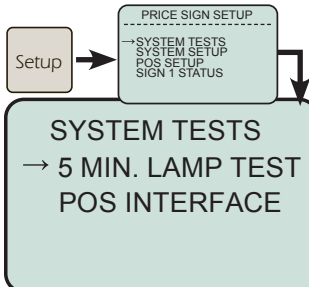 Setup
PRICE SIGN SETUP
→SYSTEM TESTS
SYSTEM SETUP
POS SETUP
SIGN 1 STATUS
SYSTEM TESTS
→ 5 MIN. LAMP TEST
POS INTERFACE